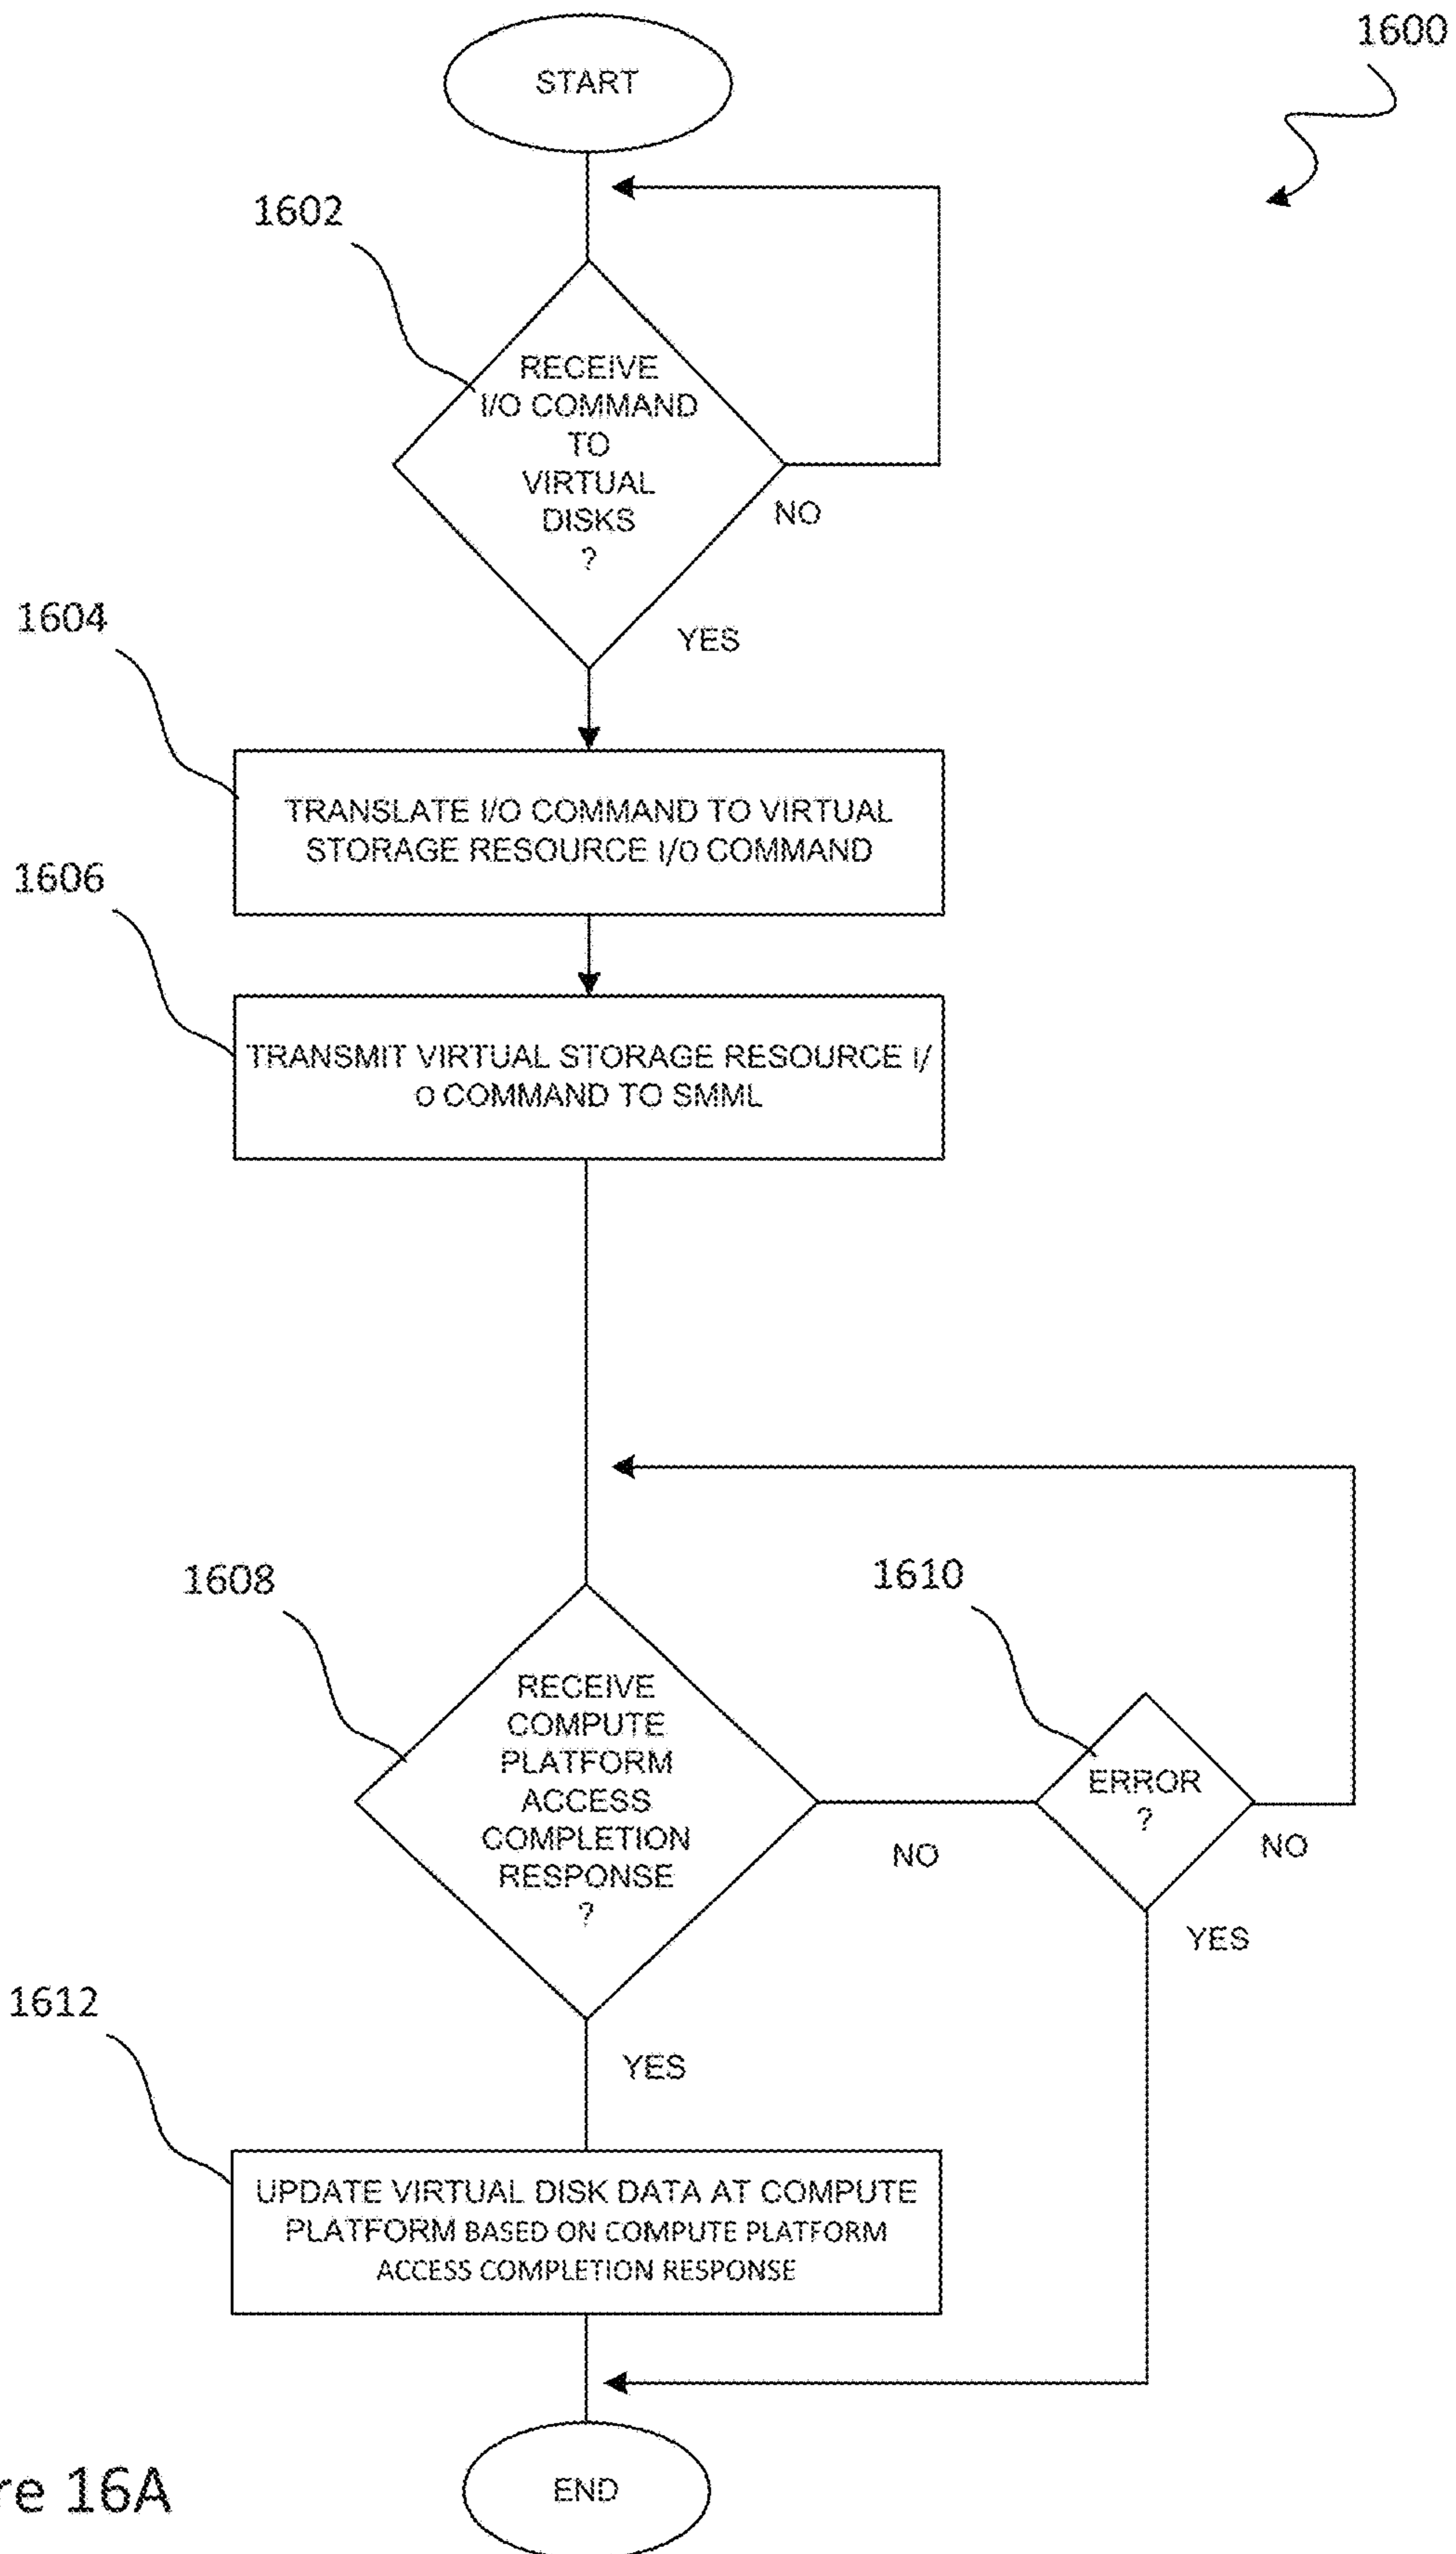 1600
START
1602
RECEIVE
I/O COMMAND
TO
VIRTUAL
DISKS
?
NO
YES
1604
TRANSLATE I/O COMMAND TO VIRTUAL
STORAGE RESOURCE I/O COMMAND
1606
TRANSMIT VIRTUAL STORAGE RESOURCE I/
O COMMAND TO SMML
1608
RECEIVE
COMPUTE
PLATFORM
ACCESS
COMPLETION
RESPONSE
?
NO
1610
ERROR
?
NO
YES
YES
1612
UPDATE VIRTUAL DISK DATA AT COMPUTE
PLATFORM BASED ON COMPUTE PLATFORM
ACCESS COMPLETION RESPONSE
END
re 16A